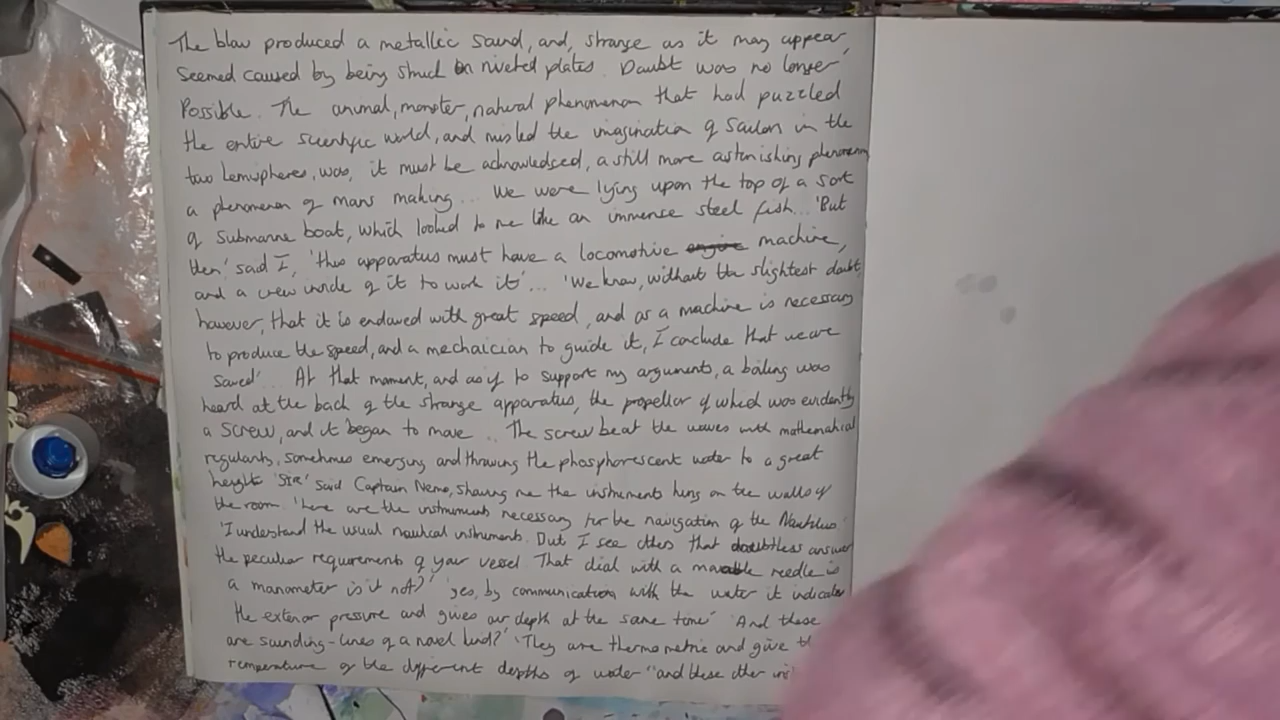 The blow produced a metallic sound, and, strange as it may appear,
seemed caused by being struck on riveted plates. Doubt was no longer
Possible. The animal, monster, natural phenomenon that had puzzled
the entire scientific world, and misled the imagination of Sailors in the
two hemispheres, was, it must be acknowledged, a still more astonishing phenomenon
a phenomenon of mans making... We were lying upon the top of a sort
of submarine boat, which looked to me like an immense steel fish... 'But
then' said I, 'this apparatus must have a locomotive engine machine,
and a crew inside of it to work it'... 'We know, without the slightest doubt
however, that it is endowed with great speed, and as a machine is necessary
to produce the speed, and a mechaician to guide it, I conclude that we are
saved'... At that moment, and as if to support my arguments, a boiling was
heard at the back of the strange apparatus, the propellor of which was evidently
a screw, and it began to move... The screw beat the waves with mathematical
regularity, sometimes emerging and throwing the phosphorescent water to a great
height 'Sir' said Captain Nemo, showing me the instruments hung on the walls of
the room. 'here are the instruments necessary for the navigation of the Nautilus'
'I understand the usual nautical instruments. But I see others that doubtless answer
the peculiar requirements of your vessel That dial with a movable needle is
a manometer is it not?' 'yes, by communication with the water it indicates
the exterior pressure and gives our depth at the same time' 'And these
are sounding-lines of a novel kind?' 'They are thermometric and give
temperature of the different depths of water' "and these other